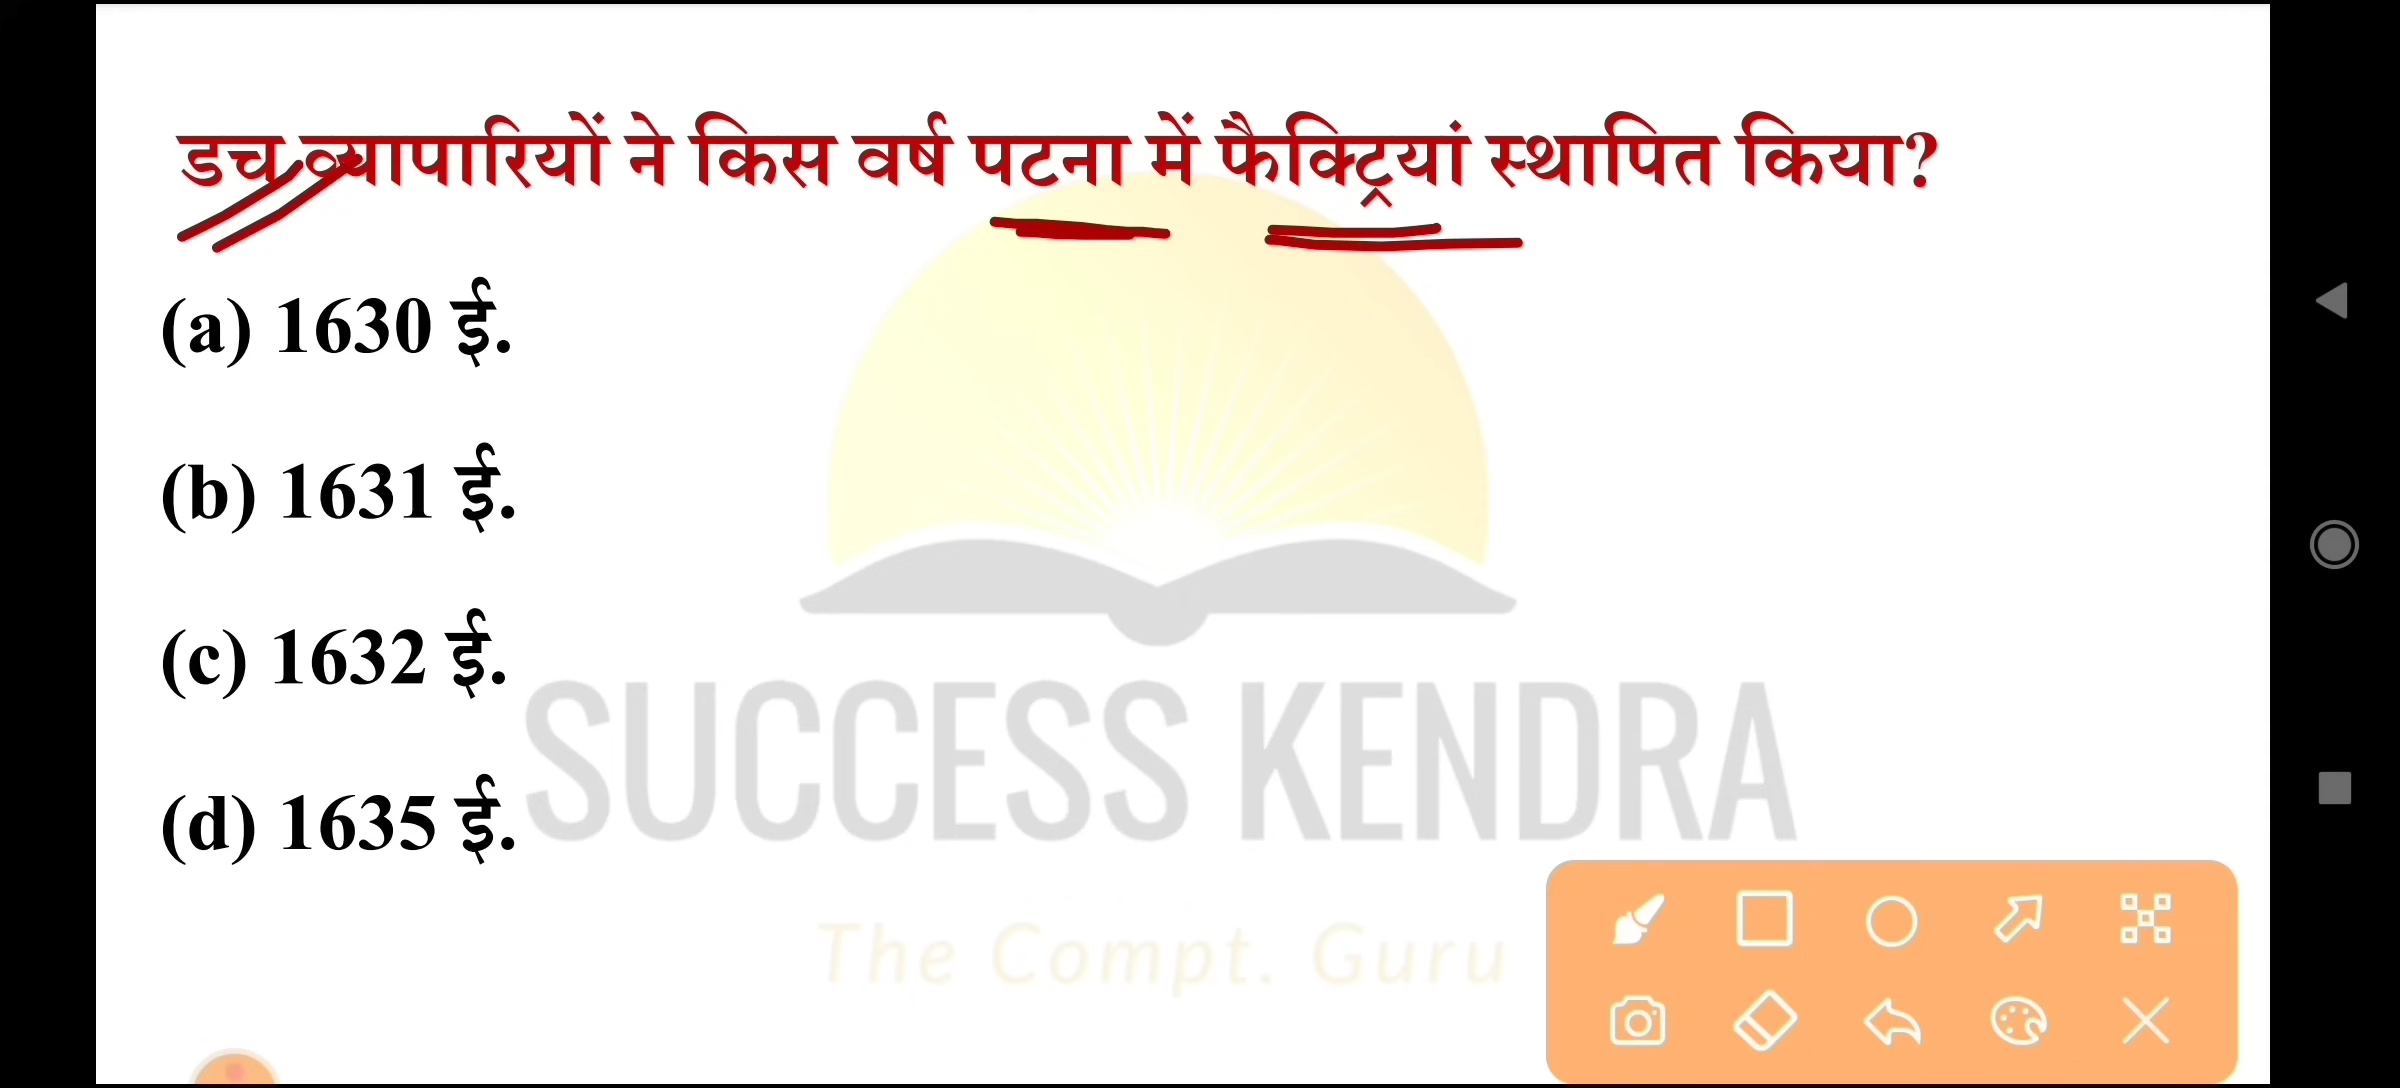 डच व्यापारियों ने किस वर्ष पटना में फैक्ट्रियां स्थापित किया?
(a) 1630 ई.
(b) 1631 ई.
(c) 1632 ई.
(d) 1635 ई.
SUCCESS KENDRA
The Compt. Guru